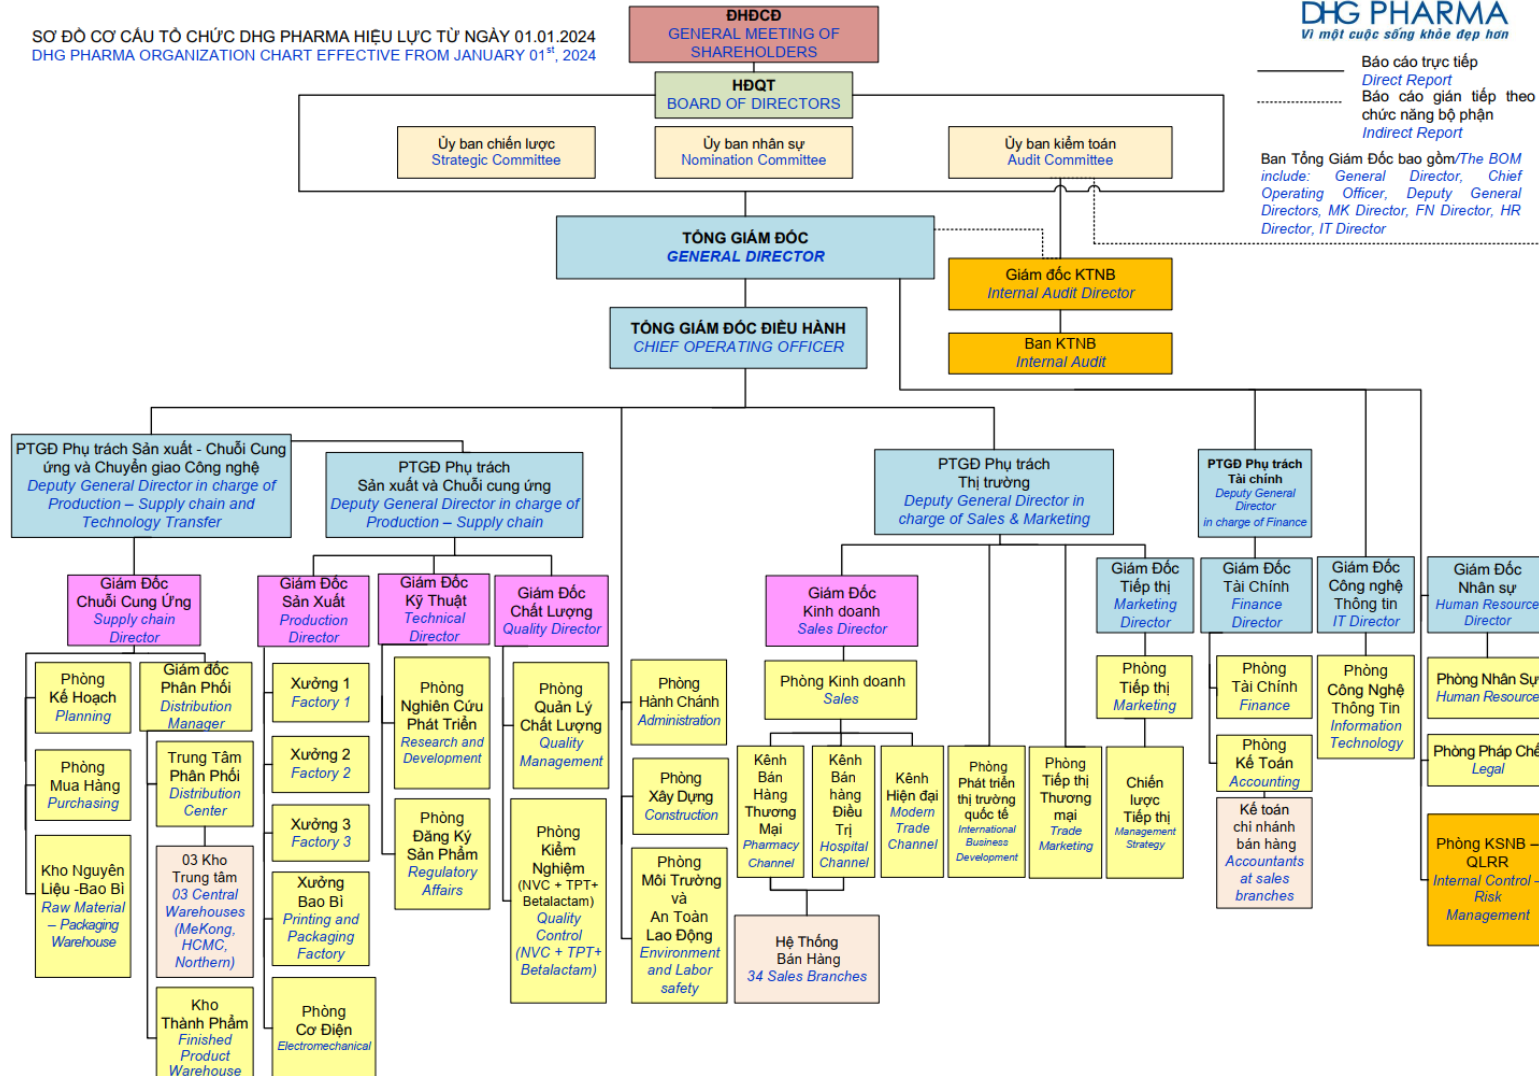 SƠ ĐỒ CƠ CẤU TỔ CHỨC DHG PHARMA HIỆU LỰC TỪ NGÀY 01.01.2024
DHG PHARMA ORGANIZATION CHART EFFECTIVE FROM JANUARY 01st, 2024
ĐHĐCĐ
GENERAL MEETING OF
SHAREHOLDERS
DHG PHARMA
Vì một cuộc sống khỏe đẹp hơn
Báo cáo trực tiếp
Direct Report
Báo cáo gián tiếp theo
chức năng bộ phận
Indirect Report
Ban Tổng Giám Đốc bao gồm/The BOM
include: General Director, Chief
Operating Officer, Deputy General
Directors, MK Director, FN Director, HR
Director, IT Director
HĐQT
BOARD OF DIRECTORS
Ủy ban chiến lược
Strategic Committee
Ủy ban nhân sự
Nomination Committee
Ủy ban kiểm toán
Audit Committee
TỔNG GIÁM ĐỐC
GENERAL DIRECTOR
Giám đốc KTNB
Internal Audit Director
TỔNG GIÁM ĐỐC ĐIỀU HÀNH
CHIEF OPERATING OFFICER
Ban KTNB
Internal Audit
PTGĐ Phụ trách Sản xuất - Chuỗi Cung
ứng và Chuyển giao Công nghệ
Deputy General Director in charge of
Production – Supply chain and
Technology Transfer
PTGĐ Phụ trách
Sản xuất và Chuỗi cung ứng
Deputy General Director in charge of
Production – Supply chain
PTGĐ Phụ trách
Thị trường
Deputy General Director in
charge of Sales & Marketing
PTGĐ Phụ trách
Tài chính
Deputy General
Director
in charge of Finance
Giám Đốc
Chuỗi Cung Ứng
Supply chain
Director
Giám Đốc
Sản Xuất
Production
Director
Giám Đốc
Kỹ Thuật
Technical
Director
Giám Đốc
Chất Lượng
Quality Director
Giám Đốc
Kinh doanh
Sales Director
Giám Đốc
Tiếp thị
Marketing
Director
Giám Đốc
Tài Chính
Finance
Director
Giám Đốc
Công nghệ
Thông tin
IT Director
Giám Đốc
Nhân sự
Human Resource
Director
Phòng
Kế Hoạch
Planning
Phòng
Mua Hàng
Purchasing
Kho Nguyên
Liệu -Bao Bì
Raw Material
– Packaging
Warehouse
Giám đốc
Phân Phối
Distribution
Manager
Trung Tâm
Phân Phối
Distribution
Center
03 Kho
Trung tâm
03 Central
Warehouses
(MeKong,
HCMC,
Northern)
Kho
Thành Phẩm
Finished
Product
Warehouse
Xưởng 1
Factory 1
Xưởng 2
Factory 2
Xưởng 3
Factory 3
Xưởng
Bao Bì
Printing and
Packaging
Factory
Phòng
Cơ Điện
Electromechanical
Phòng
Nghiên Cứu
Phát Triển
Research and
Development
Phòng
Đăng Ký
Sản Phẩm
Regulatory
Affairs
Phòng
Quản Lý
Chất Lượng
Quality
Management
Phòng
Kiểm
Nghiệm
(NVC + TPT+
Betalactam)
Quality
Control
(NVC + TPT+
Betalactam)
Phòng
Hành Chánh
Administration
Phòng
Xây Dựng
Construction
Phòng
Môi Trường
và
An Toàn
Lao Động
Environment
and Labor
safety
Phòng Kinh doanh
Sales
Kênh
Bán
Hàng
Thương
Mại
Pharmacy
Channel
Kênh
Bán
hàng
Điều
Trị
Hospital
Channel
Kênh
Hiện đại
Modern
Trade
Channel
Hệ Thống
Bán Hàng
34 Sales Branches
Phòng
Phát triển
thị trường
quốc tế
International
Business
Development
Phòng
Tiếp thị
Thương
mại
Trade
Marketing
Phòng
Tiếp thị
Marketing
Chiến
lược
Tiếp thị
Management
Strategy
Phòng
Tài Chính
Finance
Phòng
Kế Toán
Accounting
Kế toán
chi nhánh
bán hàng
Accountants
at sales
branches
Phòng
Công Nghệ
Thông Tin
Information
Technology
Phòng Nhân Sự
Human Resource
Phòng Pháp Chế
Legal
Phòng KSNB –
QLRR
Internal Control –
Risk
Management